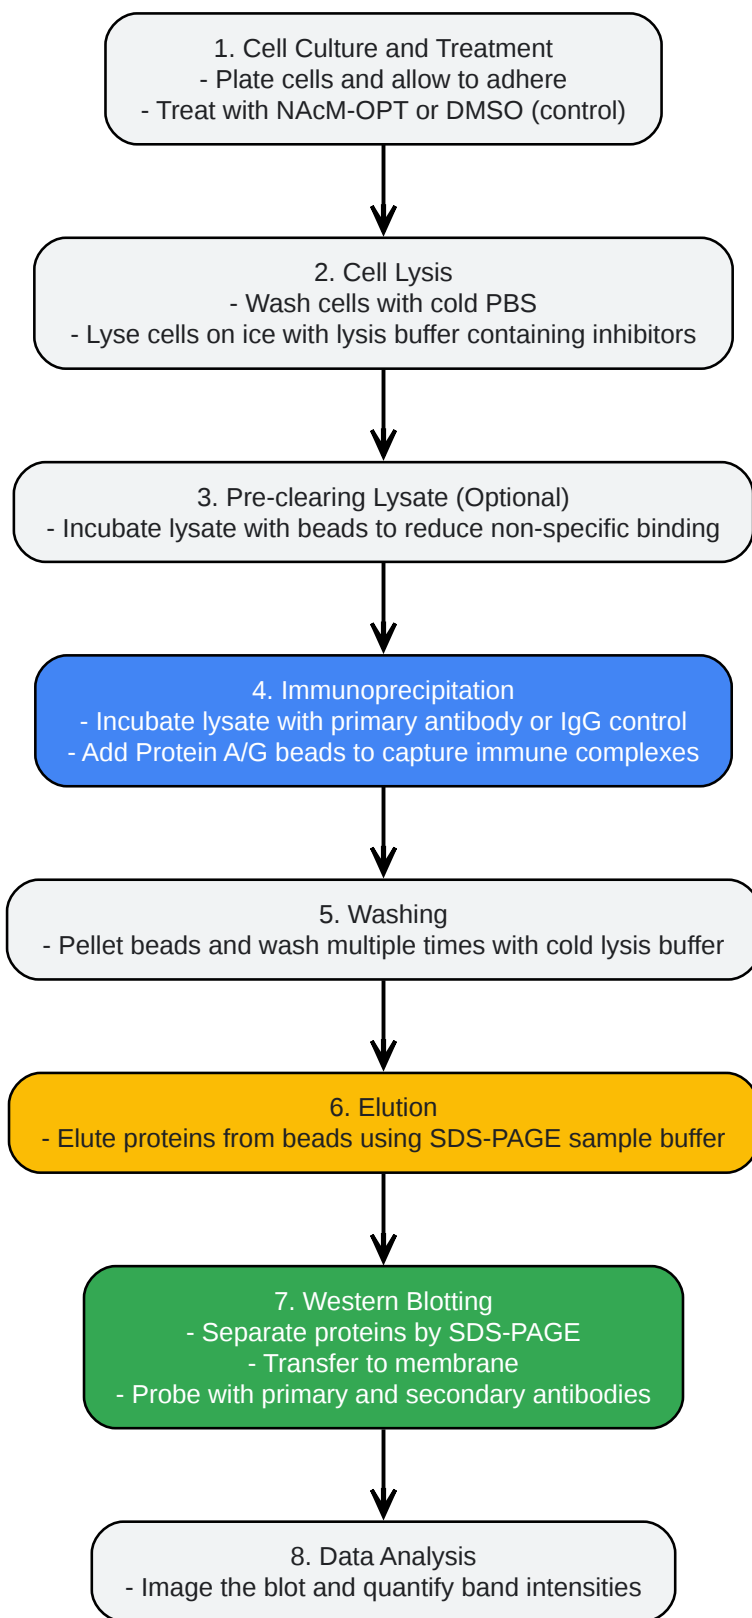 1. Cell Culture and Treatment
- Plate cells and allow to adhere
- Treat with NAcM-OPT or DMSO (control)
2. Cell Lysis
- Wash cells with cold PBS
- Lyse cells on ice with lysis buffer containing inhibitors
3. Pre-clearing Lysate (Optional)
- Incubate lysate with beads to reduce non-specific binding
4. Immunoprecipitation
- Incubate lysate with primary antibody or IgG control
- Add Protein A/G beads to capture immune complexes
5. Washing
- Pellet beads and wash multiple times with cold lysis buffer
6. Elution
- Elute proteins from beads using SDS-PAGE sample buffer
7. Western Blotting
- Separate proteins by SDS-PAGE
- Transfer to membrane
- Probe with primary and secondary antibodies
8. Data Analysis
- Image the blot and quantify band intensities